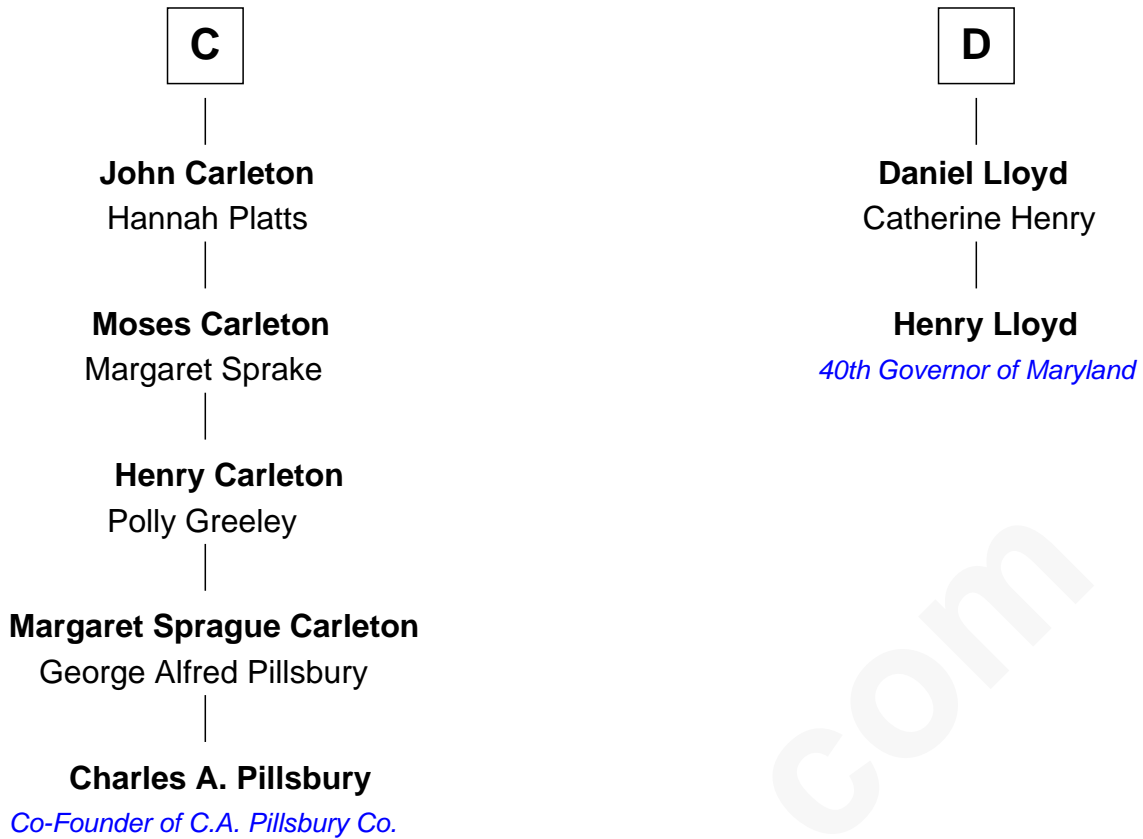 C
John Carleton
Hannah Platts
Moses Carleton
Margaret Sprake
Henry Carleton
Polly Greeley
Margaret Sprague Carleton
George Alfred Pillsbury
Charles A. Pillsbury
Co-Founder of C.A. Pillsbury Co.
D
Daniel Lloyd
Catherine Henry
Henry Lloyd
40th Governor of Maryland
com